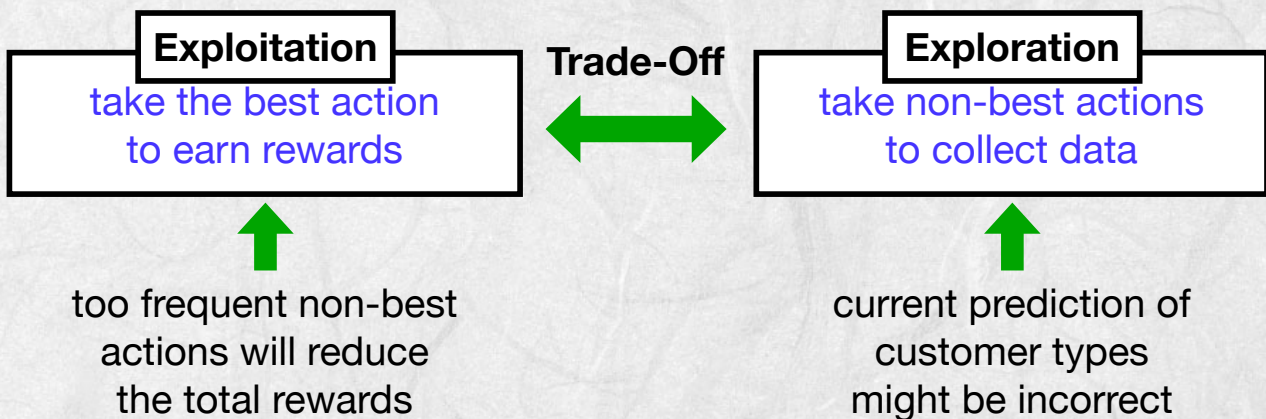 Exploitation
take the best action
to earn rewards
Trade-Off
Exploration
take non-best actions
to collect data
too frequent non-best
actions will reduce
the total rewards
current prediction of
customer types
might be incorrect